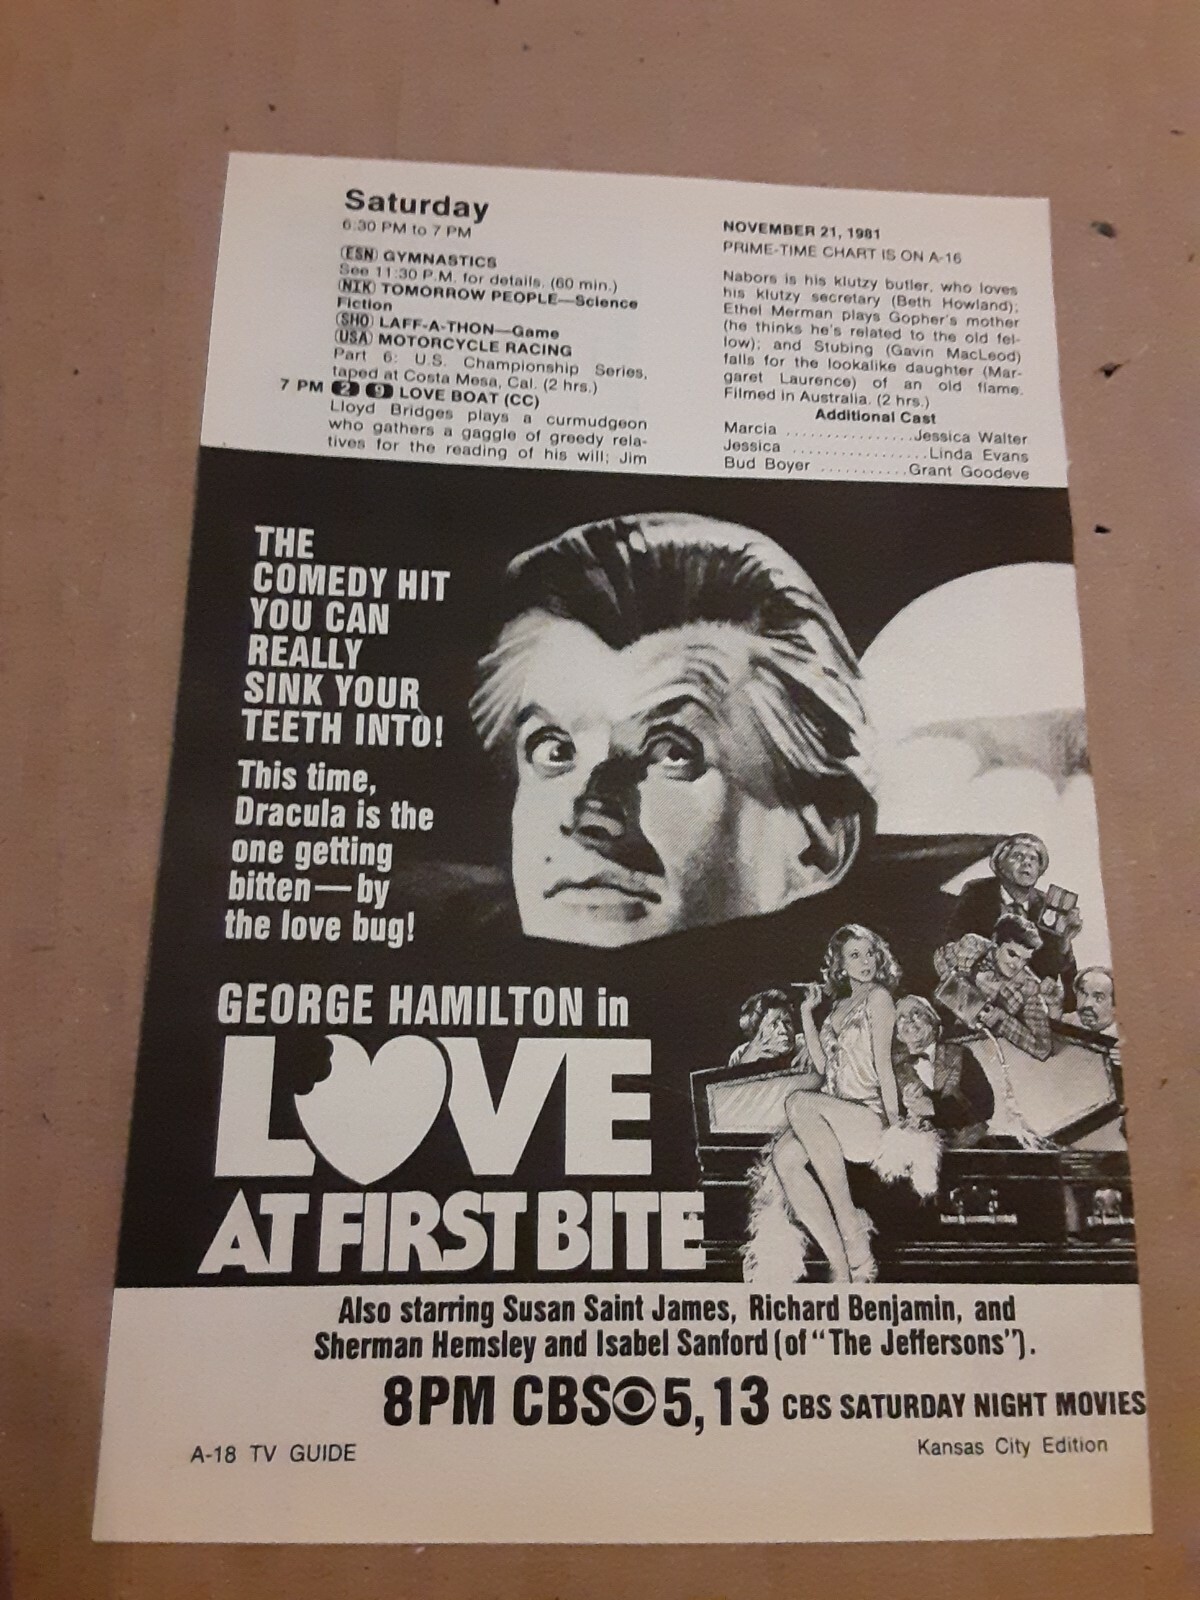 Saturday
6:30 PM to 7 PM
(ESN) GYMNASTICS
See 11:30 P.M. for details. (60 min.)
(NIK) TOMORROW PEOPLE—Science
Fiction
(SHO) LAFF-A-THON—Game
(USA) MOTORCYCLE RACING
Part 6: U.S. Championship Series,
taped at Costa Mesa, Cal. (2 hrs.)
7 PM 2 9 LOVE BOAT (CC)
Lloyd Bridges plays a curmudgeon
who gathers a gaggle of greedy rela-
tives for the reading of his will; Jim
NOVEMBER 21, 1981
PRIME-TIME CHART IS ON A-16
Nabors is his klutzy butler, who loves
his klutzy secretary (Beth Howland);
Ethel Merman plays Gopher's mother
(he thinks he's related to the old fel-
low); and Stubing (Gavin MacLeod)
falls for the lookalike daughter (Mar-
garet Laurence) of an old flame.
Filmed in Australia. (2 hrs.)
Additional Cast
Marcia ................Jessica Walter
Jessica .................Linda Evans
Bud Boyer ...........Grant Goodeve
THE
COMEDY HIT
YOU CAN
REALLY
SINK YOUR
TEETH INTO!
This time,
Dracula is the
one getting
bitten—by
the love bug!
GEORGE HAMILTON in
LOVE
AT FIRST BITE
Also starring Susan Saint James, Richard Benjamin, and
Sherman Hemsley and Isabel Sanford (of "The Jeffersons").
8PM CBS 5, 13 CBS SATURDAY NIGHT MOVIES
A-18 TV GUIDE
Kansas City Edition